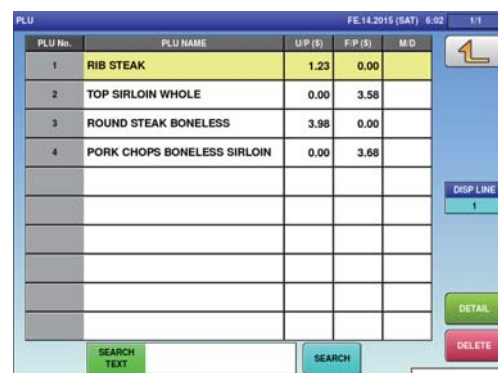 PLU FE.14.2015 (SAT) 6:02 1/1
PLU No. PLU NAME U/P ($) F/P ($) M/D
1 RIB STEAK 1.23 0.00
2 TOP SIRLOIN WHOLE 0.00 3.58
3 ROUND STEAK BONELESS 3.98 0.00
4 PORK CHOPS BONELESS SIRLOIN 0.00 3.68
DISP LINE
1
DETAIL
DELETE
SEARCH
TEXT
SEARCH